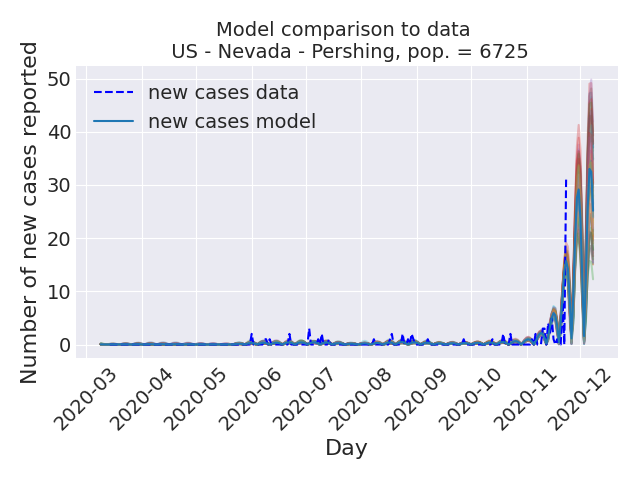 Model comparison to data
US - Nevada - Pershing, pop. = 6725
Number of new cases reported
50
40
30
20
10
0
new cases data
new cases model
2020-03
2020-04
2020-05
2020-06
2020-07
2020-08
2020-09
2020-10
2020-11
2020-12
Day